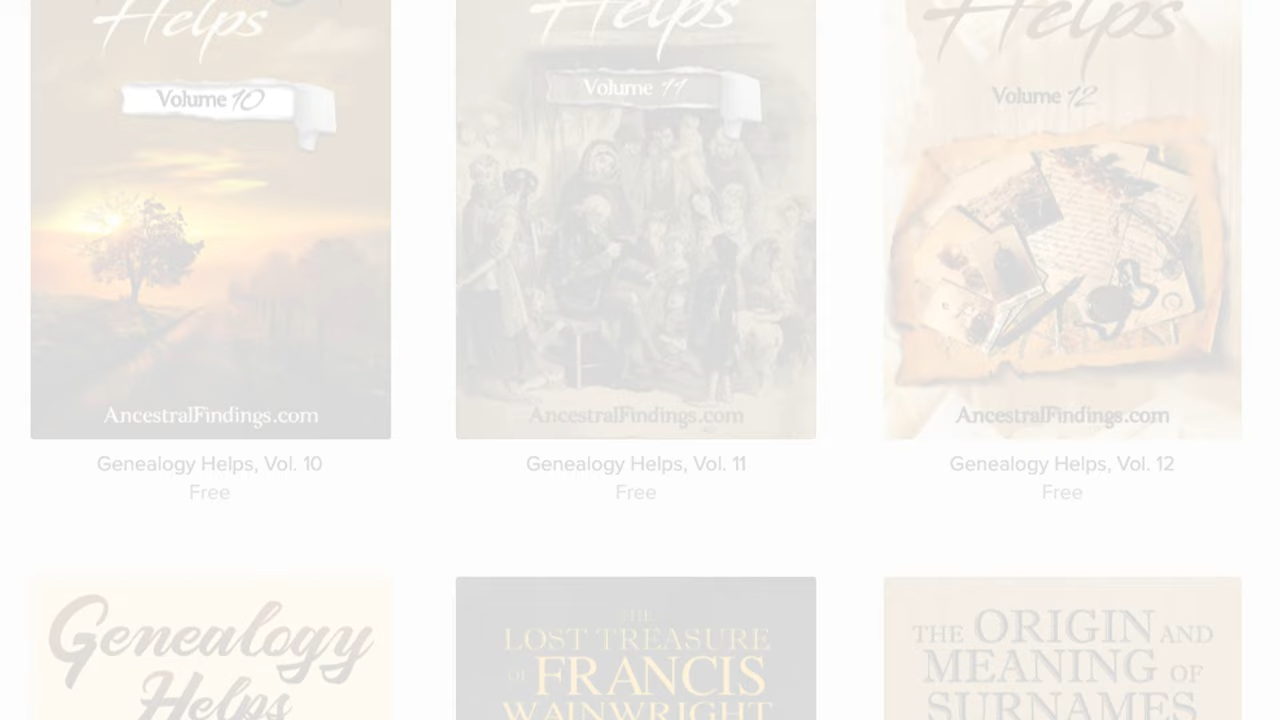 Helps
Helps
Helps
Volume 10
Volume 11
Volume 12
AncestralFindings.com
AncestralFindings.com
AncestralFindings.com
Genealogy Helps, Vol. 10
Free
Genealogy Helps, Vol. 11
Free
Genealogy Helps, Vol. 12
Free
Genealogy
Helps
THE
LOST TREASURE
OF FRANCIS
WAINWRIGHT
THE ORIGIN AND
MEANING OF
SURNAMES